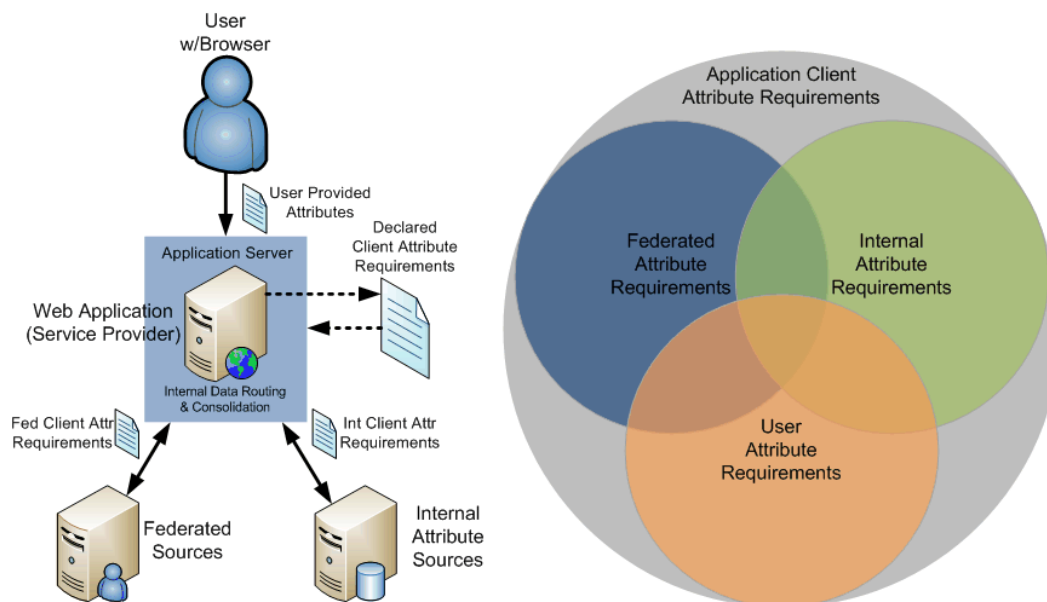 User
w/Browser
User Provided
Attributes
Declared
Client Attribute
Requirements
Application Server
Web Application
(Service Provider)
Internal Data Routing
& Consolidation
Fed Client Attr
Requirements
Int Client Attr
Requirements
Federated
Sources
Internal
Attribute
Sources
Application Client
Attribute Requirements
Federated
Attribute
Requirements
Internal
Attribute
Requirements
User
Attribute
Requirements